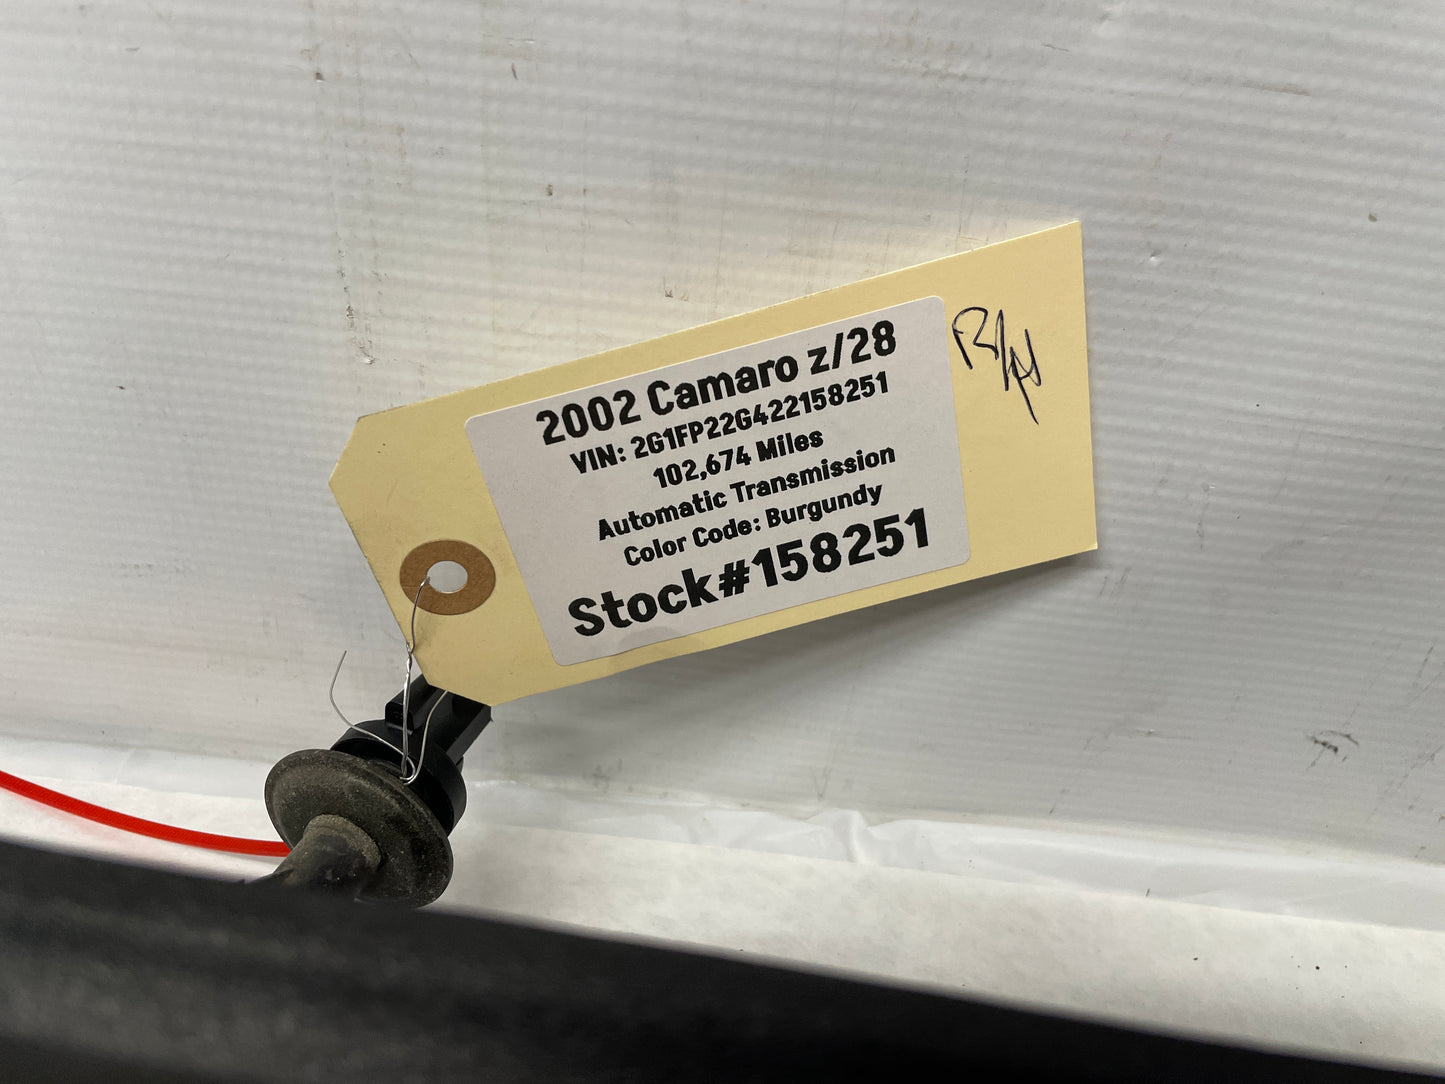 2002 Camaro z/28
VIN: 2G1FP22G422158251
102,674 Miles
Automatic Transmission
Color Code: Burgundy
Stock#158251